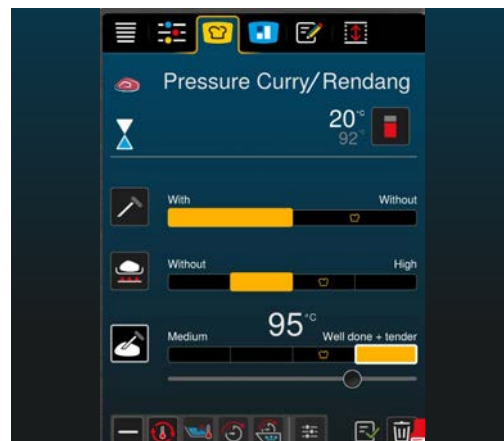 Pressure Curry/Rendang
20°C
92°C
With Without
Without High
95°C
Medium Well done + tender